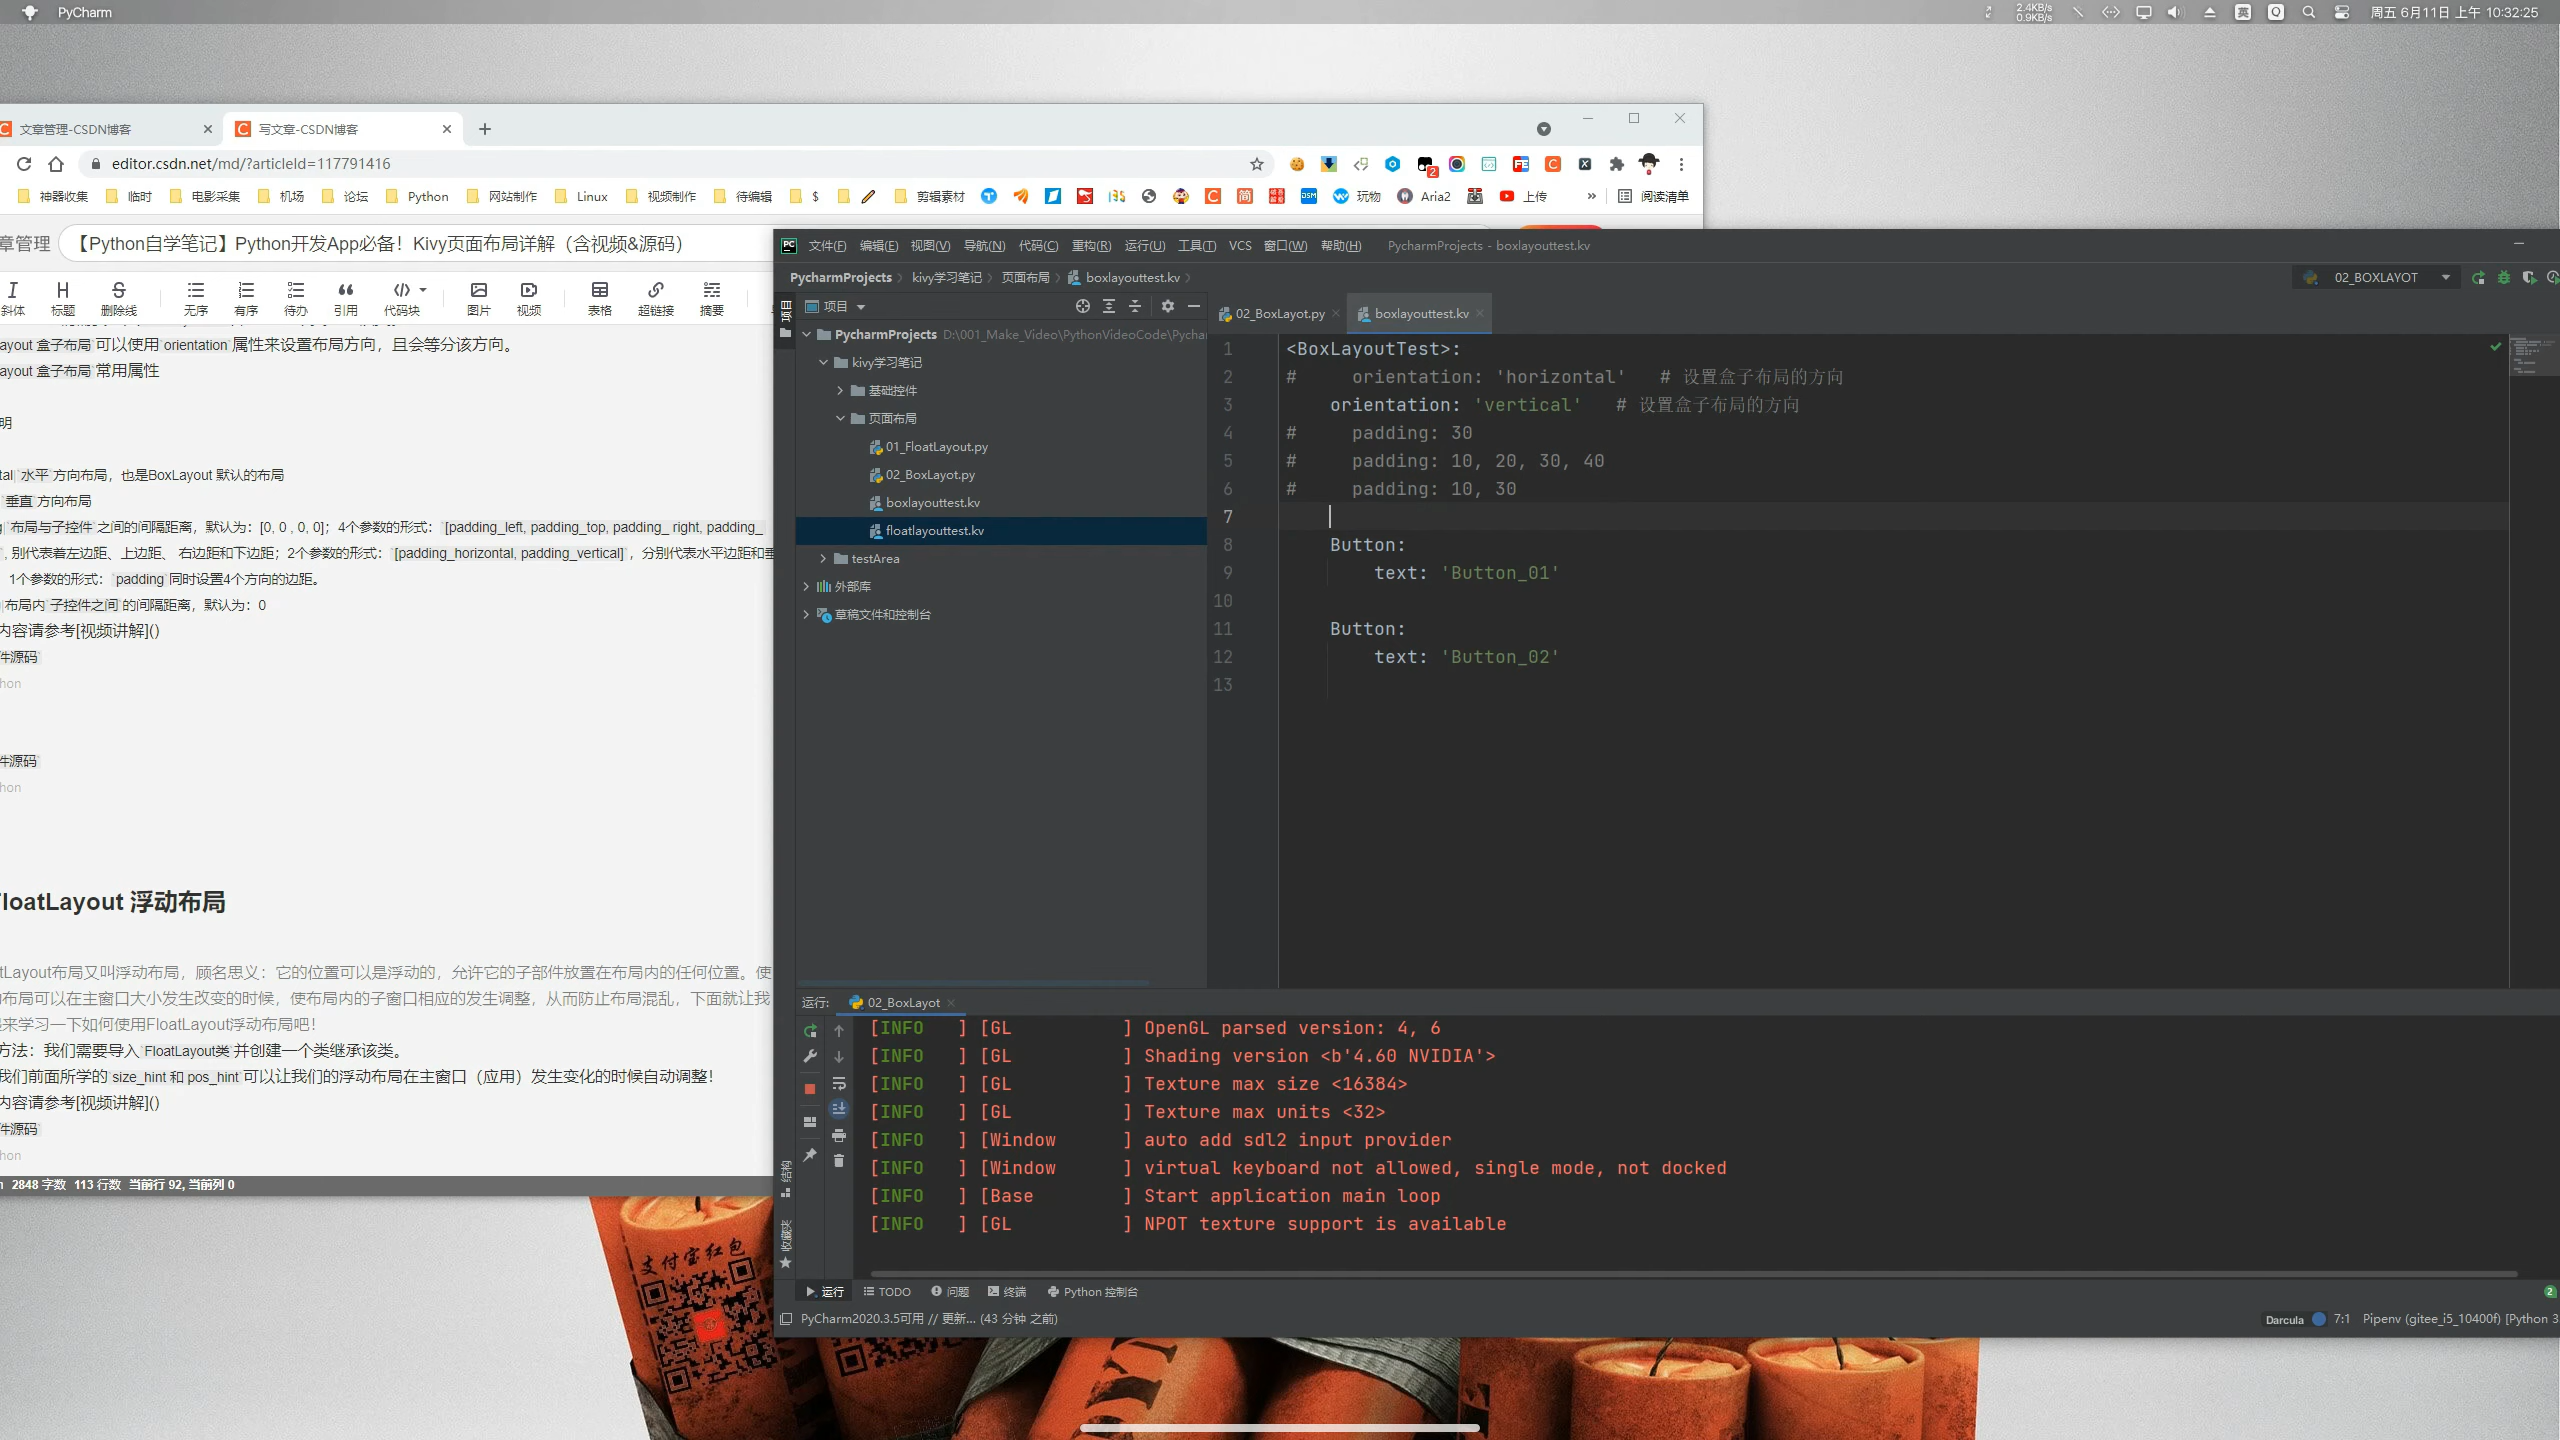 PyCharm
2.4KB/s
0.9KB/s
英
周五 6月11日 上午 10:32:25
文章管理-CSDN博客
写文章-CSDN博客
editor.csdn.net/md/?articleId=117791416
神器收集 临时 电影采集 机场 论坛 Python 网站制作 Linux 视频制作 待编辑 $ 剪辑素材 玩物 Aria2 上传 » 阅读清单
章管理 【Python自学笔记】Python开发App必备！Kivy页面布局详解（含视频&源码）
斜体 标题 删除线 无序 有序 待办 引用 代码块 图片 视频 表格 超链接 摘要
ayout 盒子布局`可以使用`orientation`属性来设置布局方向，且会等分该方向。
ayout 盒子布局`常用属性
明
tal|`水平`方向布局，也是BoxLayout 默认的布局
`垂直`方向布局
|`布局与子控件`之间的间隔距离，默认为：[0, 0 , 0, 0]；4个参数的形式：`[padding_left, padding_top, padding_ right, padding_
`, 别代表着左边距、上边距、 右边距和下边距；2个参数的形式：`[padding_horizontal, padding_vertical]`，分别代表水平边距和垂
1个参数的形式：`padding`同时设置4个方向的边距。
布局内`子控件之间`的间隔距离，默认为：0
内容请参考[视频讲解]()
件源码`
hon
件源码`
hon
FloatLayout 浮动布局
atLayout布局又叫浮动布局，顾名思义：它的位置可以是浮动的，允许它的子部件放置在布局内的任何位置。使
动布局可以在主窗口大小发生改变的时候，使布局内的子窗口相应的发生调整，从而防止布局混乱，下面就让我
来学习一下如何使用FloatLayout浮动布局吧！
方法：我们需要导入`FloatLayout类`并创建一个类继承该类。
我们前面所学的`size_hint 和 pos_hint`可以让我们的浮动布局在主窗口（应用）发生变化的时候自动调整！
内容请参考[视频讲解]()
件源码`
hon
2848 字数 113 行数 当前行 92, 当前列 0
文件(F) 编辑(E) 视图(V) 导航(N) 代码(C) 重构(R) 运行(U) 工具(T) VCS 窗口(W) 帮助(H) PycharmProjects - boxlayouttest.kv
PycharmProjects kivy学习笔记 页面布局 boxlayouttest.kv
02_BOXLAYOT
项目
项目
PycharmProjects D:\001_Make_Video\PythonVideoCode\Pychar
kivy学习笔记
基础控件
页面布局
01_FloatLayout.py
02_BoxLayot.py
boxlayouttest.kv
floatlayouttest.kv
testArea
外部库
草稿文件和控制台
02_BoxLayot.py boxlayouttest.kv
1 <BoxLayoutTest>:
2 #     orientation: 'horizontal'   # 设置盒子布局的方向
3     orientation: 'vertical'   # 设置盒子布局的方向
4 #     padding: 30
5 #     padding: 10, 20, 30, 40
6 #     padding: 10, 30
7
8     Button:
9         text: 'Button_01'
10
11     Button:
12         text: 'Button_02'
13
运行: 02_BoxLayot
[INFO   ] [GL          ] OpenGL parsed version: 4, 6
[INFO   ] [GL          ] Shading version <b'4.60 NVIDIA'>
[INFO   ] [GL          ] Texture max size <16384>
[INFO   ] [GL          ] Texture max units <32>
[INFO   ] [Window      ] auto add sdl2 input provider
[INFO   ] [Window      ] virtual keyboard not allowed, single mode, not docked
[INFO   ] [Base        ] Start application main loop
[INFO   ] [GL          ] NPOT texture support is available
结构
收藏夹
运行 TODO 问题 终端 Python 控制台
2
PyCharm2020.3.5可用 // 更新... (43 分钟 之前)
Darcula 7:1 Pipenv (gitee_i5_10400f) [Python 3
支付宝红包